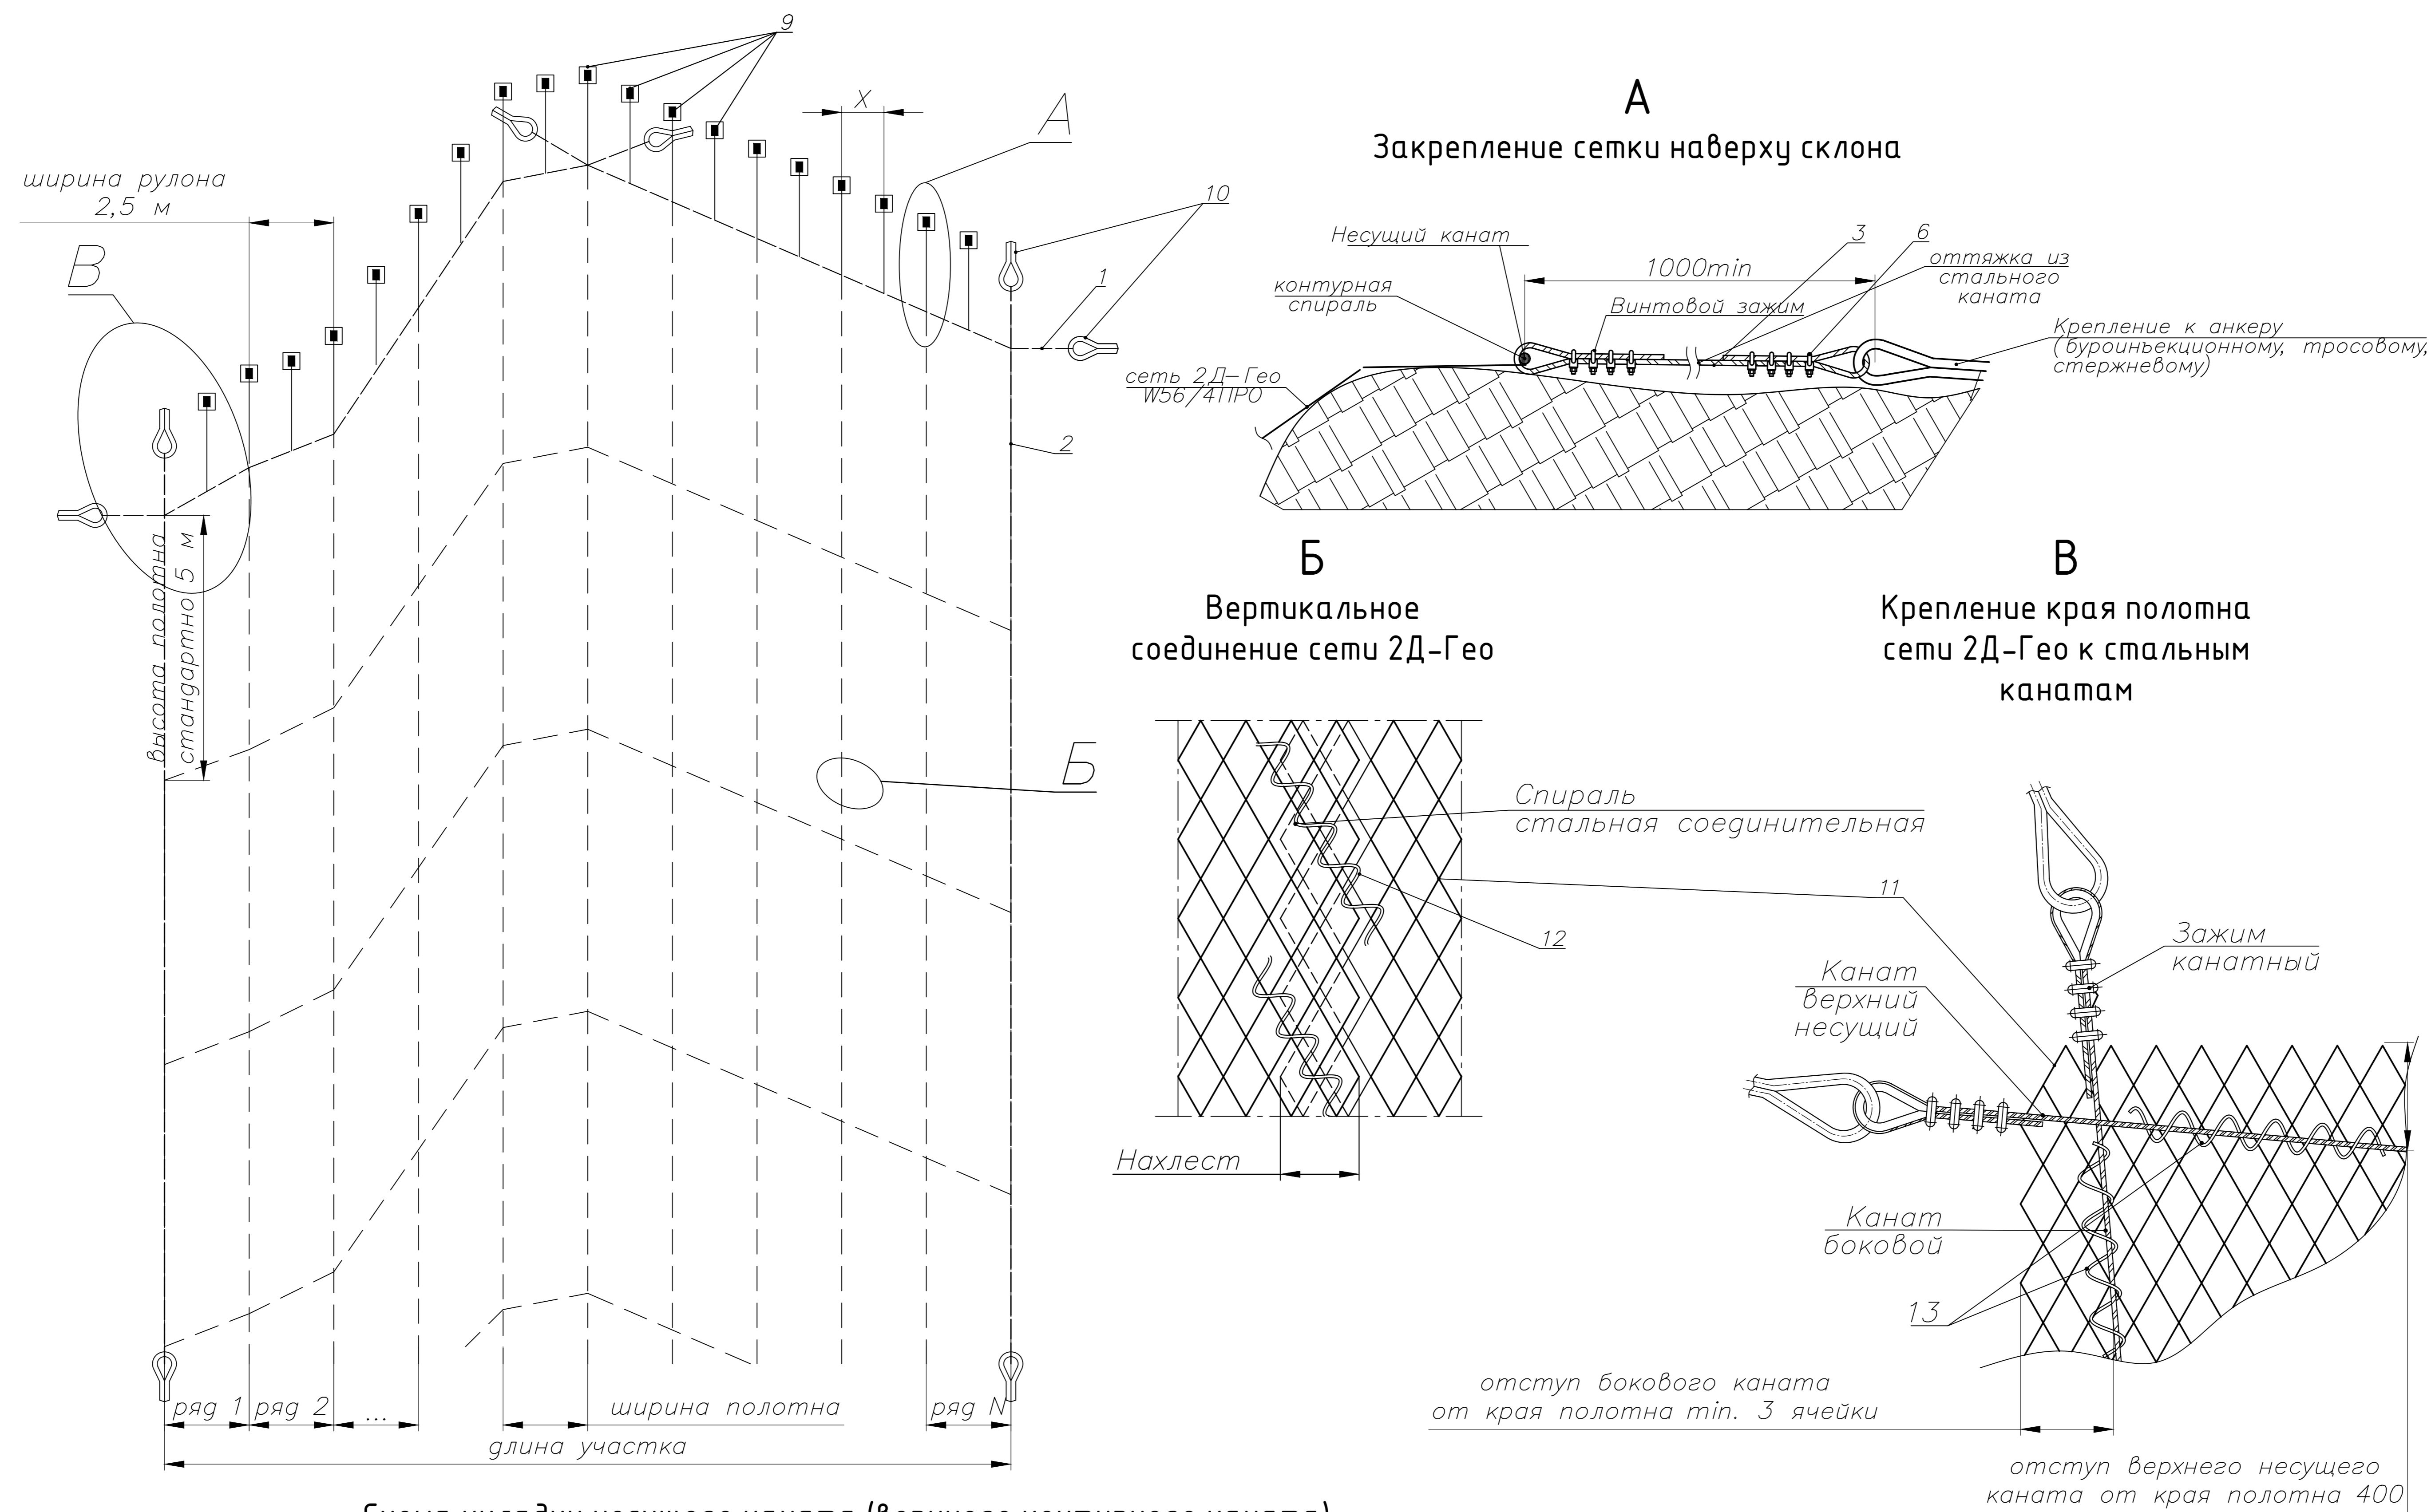 9
X
А
ширина рулона
2,5 м
В
10
1
2
высота полотна
стандартно 5 м
Б
ряд 1
ряд 2
...
ширина полотна
ряд N
длина участка
А
Закрепление сетки наверху склона
Несущий канат
контурная
спираль
1000min
Винтовой зажим
3
6
оттяжка из
стального
каната
Крепление к анкеру
(буроинъекционному, тросовому,
стержневому)
сеть 2Д-Гео
W56/4ПРО
Б
Вертикальное
соединение сети 2Д-Гео
Спираль
стальная соединительная
11
12
Нахлест
В
Крепление края полотна
сети 2Д-Гео к стальным
канатам
Зажим
канатный
Канат
верхний
несущий
Канат
боковой
13
отступ бокового каната
от края полотна min. 3 ячейки
отступ верхнего несущего
каната от края полотна 400